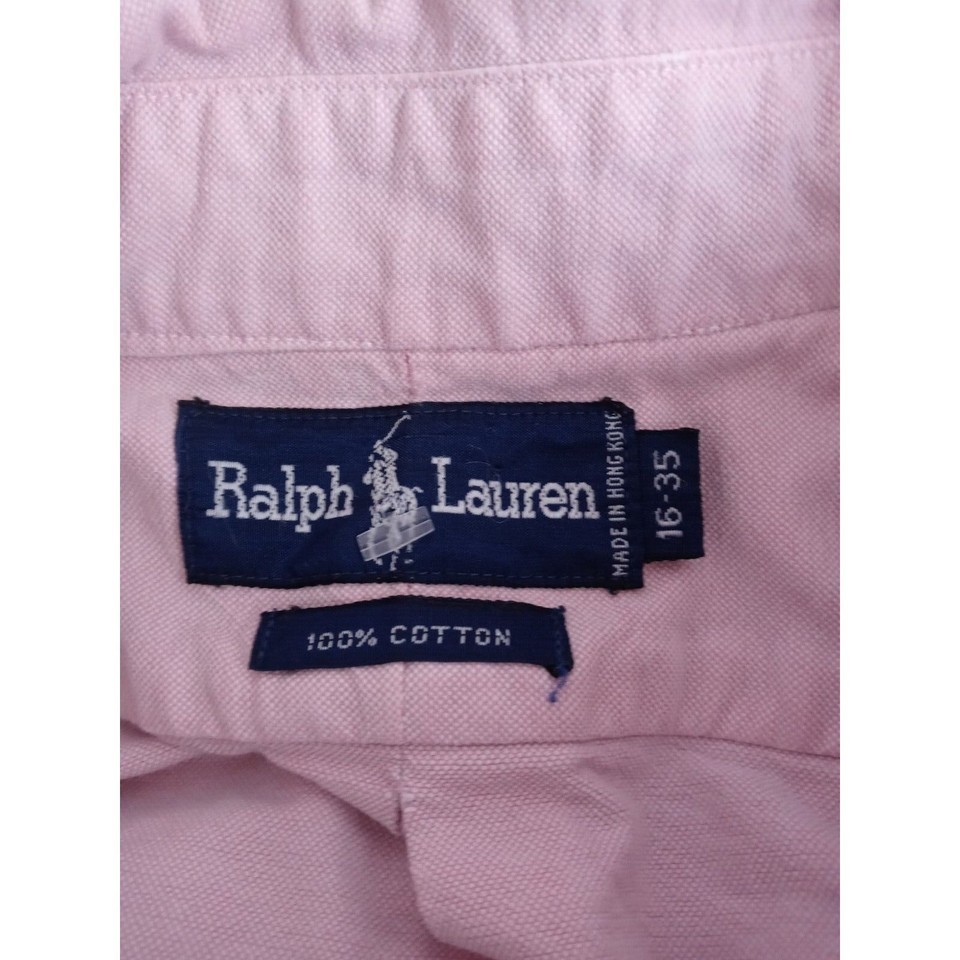 Ralph Lauren
MADE IN HONG KONG
16-35
100% COTTON